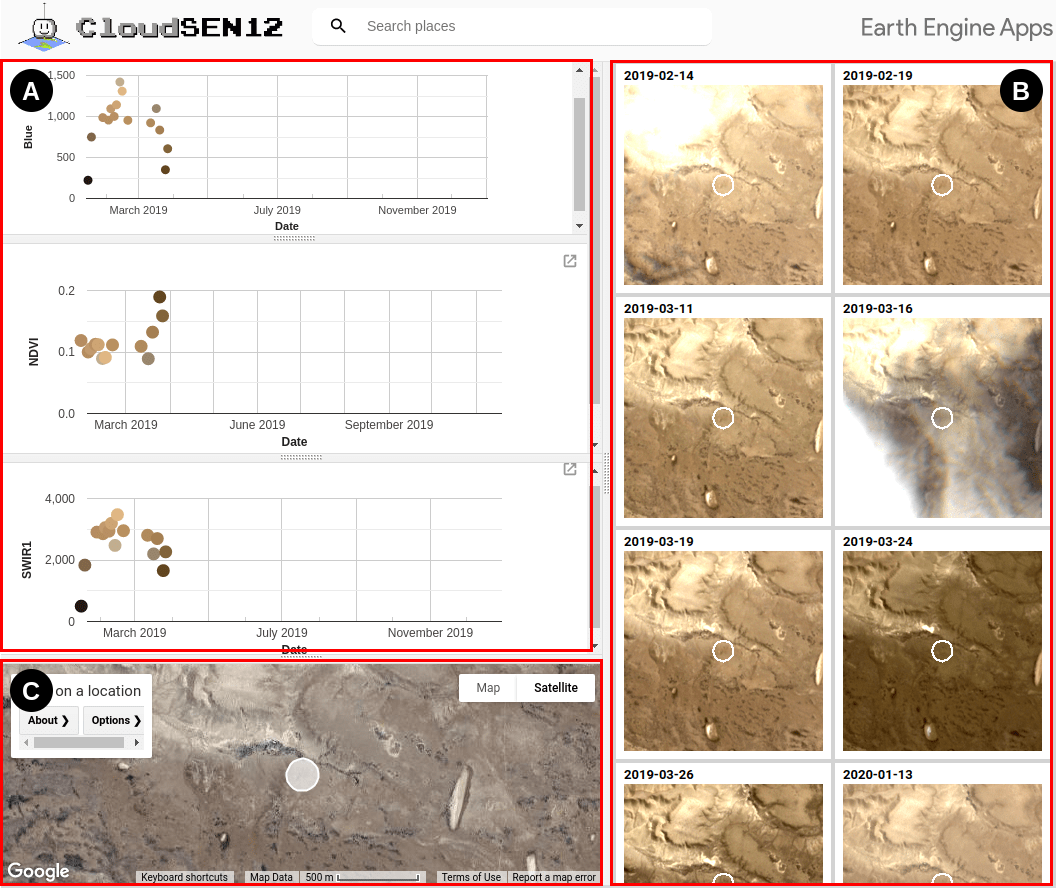 CloudSEN12
Search places
Earth Engine Apps
A
1,500
1,000
500
0
Blue
March 2019
July 2019
November 2019
Date
0.2
0.1
0.0
NDVI
March 2019
June 2019
September 2019
Date
4,000
2,000
0
SWIR1
March 2019
July 2019
November 2019
Date
B
2019-02-14
2019-02-19
2019-03-11
2019-03-16
2019-03-19
2019-03-24
2019-03-26
2020-01-13
C
on a location
About ❯
Options ❯
Map
Satellite
Google
Keyboard shortcuts
Map Data
500 m
Terms of Use
Report a map error